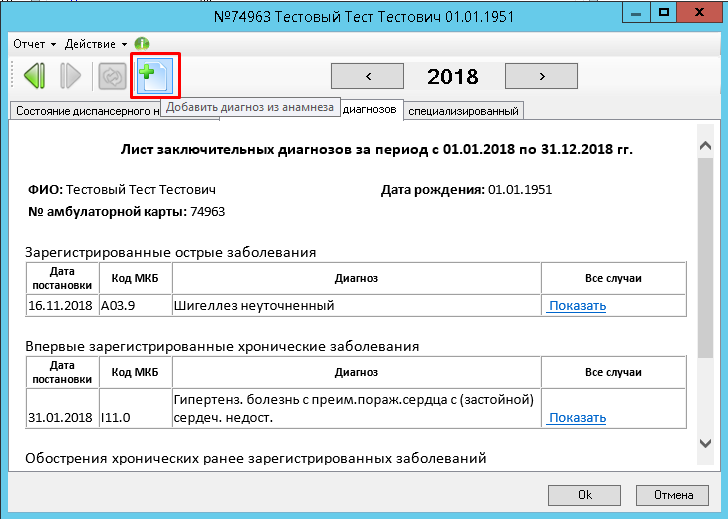 №74963 Тестовый Тест Тестович 01.01.1951
Отчет Действие
< 2018 >
Добавить диагноз из анамнеза
Состояние диспансерного н диагнозов специализированный
Лист заключительных диагнозов за период с 01.01.2018 по 31.12.2018 гг.
ФИО: Тестовый Тест Тестович Дата рождения: 01.01.1951
№ амбулаторной карты: 74963
Зарегистрированные острые заболевания
Дата постановки Код МКБ Диагноз Все случаи
16.11.2018 A03.9 Шигеллез неуточненный Показать
Впервые зарегистрированные хронические заболевания
Дата постановки Код МКБ Диагноз Все случаи
Гипертенз. болезнь с преим.пораж.сердца с (застойной)
31.01.2018 I11.0 сердеч. недост. Показать
Обострения хронических ранее зарегистрированных заболеваний
Ok Отмена